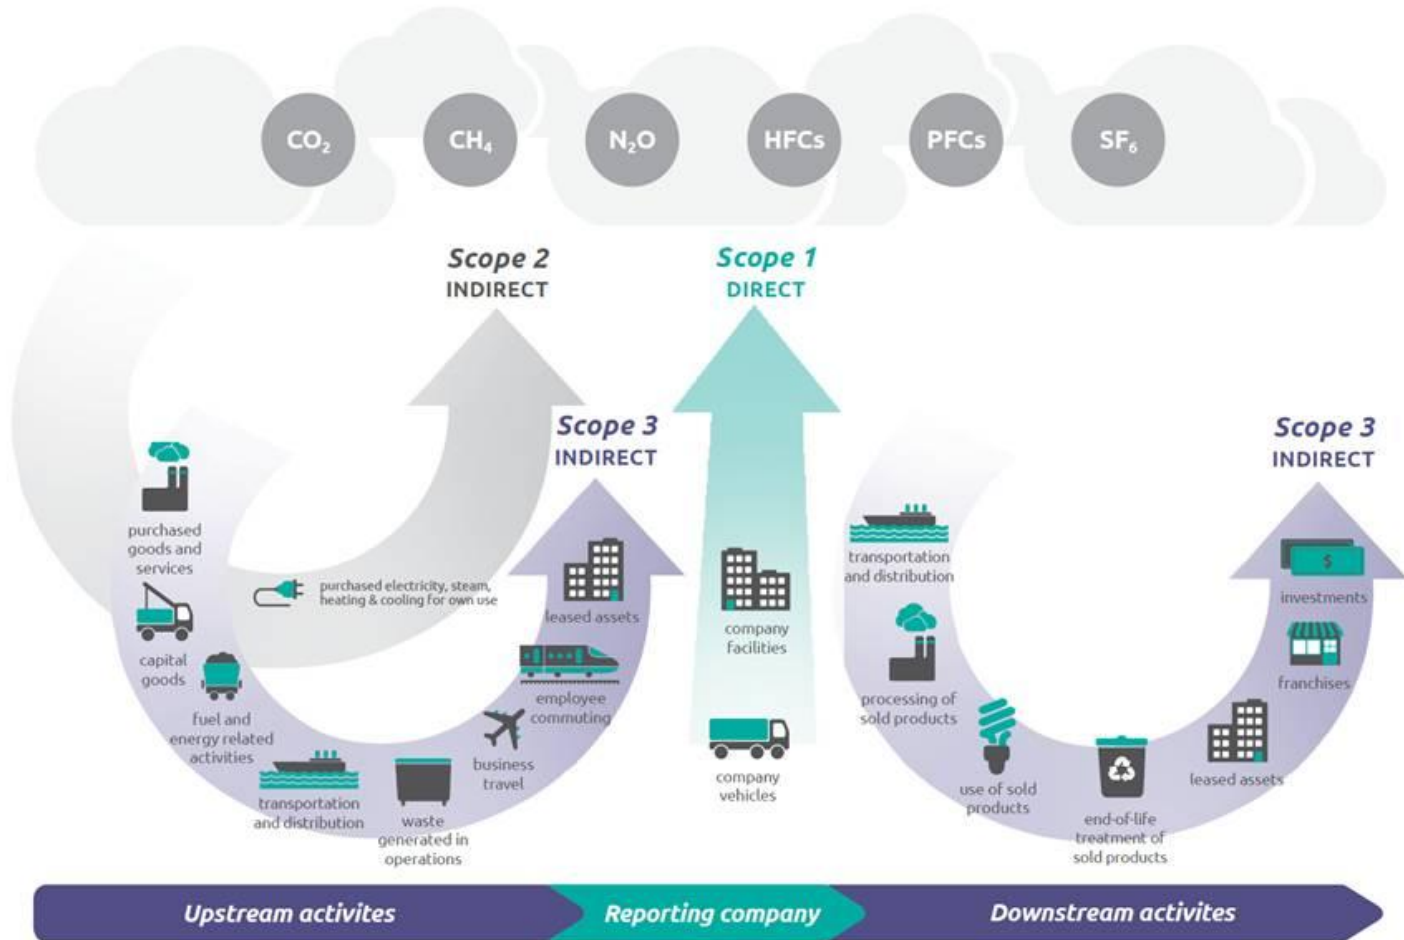 CO₂
CH₄
N₂O
HFCs
PFCs
SF₆
Scope 2
INDIRECT
Scope 1
DIRECT
Scope 3
INDIRECT
Scope 3
INDIRECT
purchased
goods and
services
capital
goods
fuel and
energy related
activities
transportation
and distribution
waste
generated in
operations
business
travel
employee
commuting
leased assets
purchased electricity, steam,
heating & cooling for own use
company
facilities
company
vehicles
transportation
and distribution
processing of
sold products
use of sold
products
end-of-life
treatment of
sold products
leased assets
franchises
investments
$
Upstream activites
Reporting company
Downstream activites